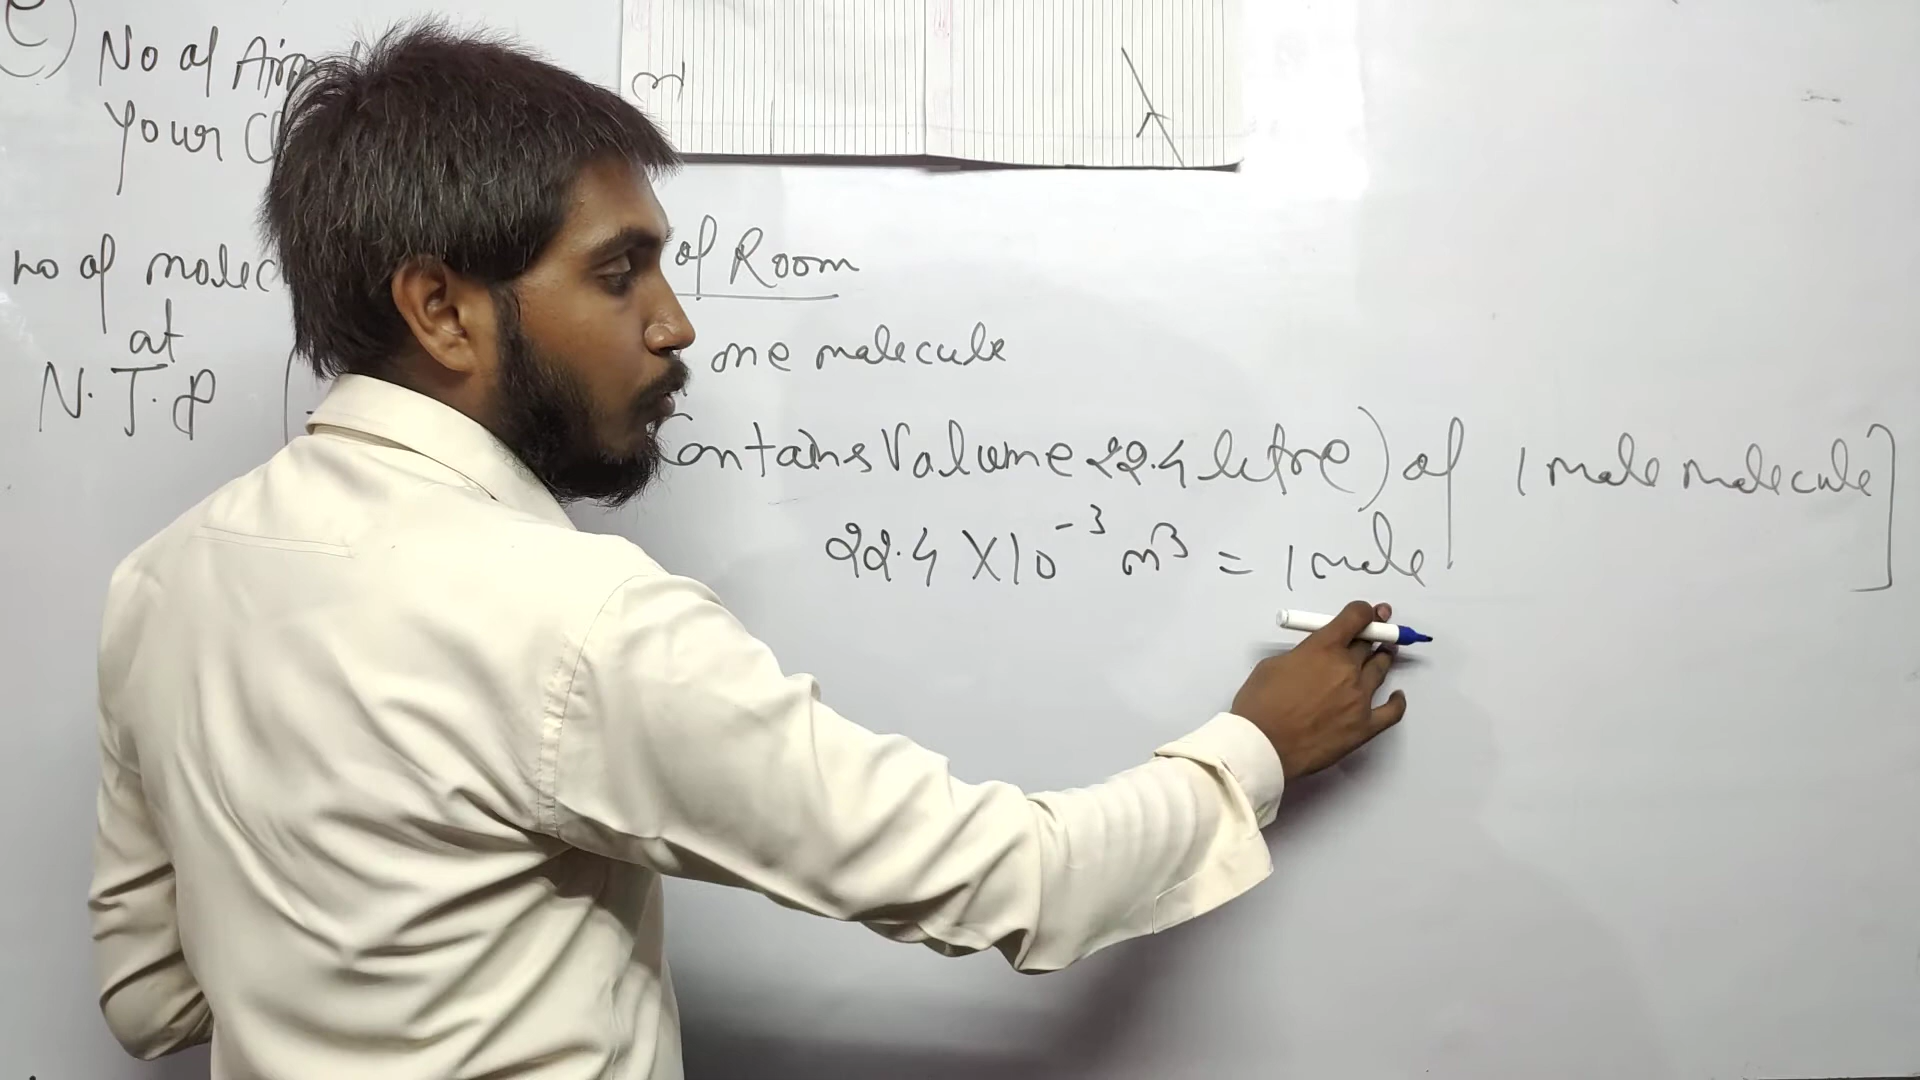 e) No of Air
Your C
no of molec of Room
at
N.T.P
one molecule
Contains Volume 22.4 litre) of 1 mole molecule]
22.4 X 10⁻³ m³ = 1 mole